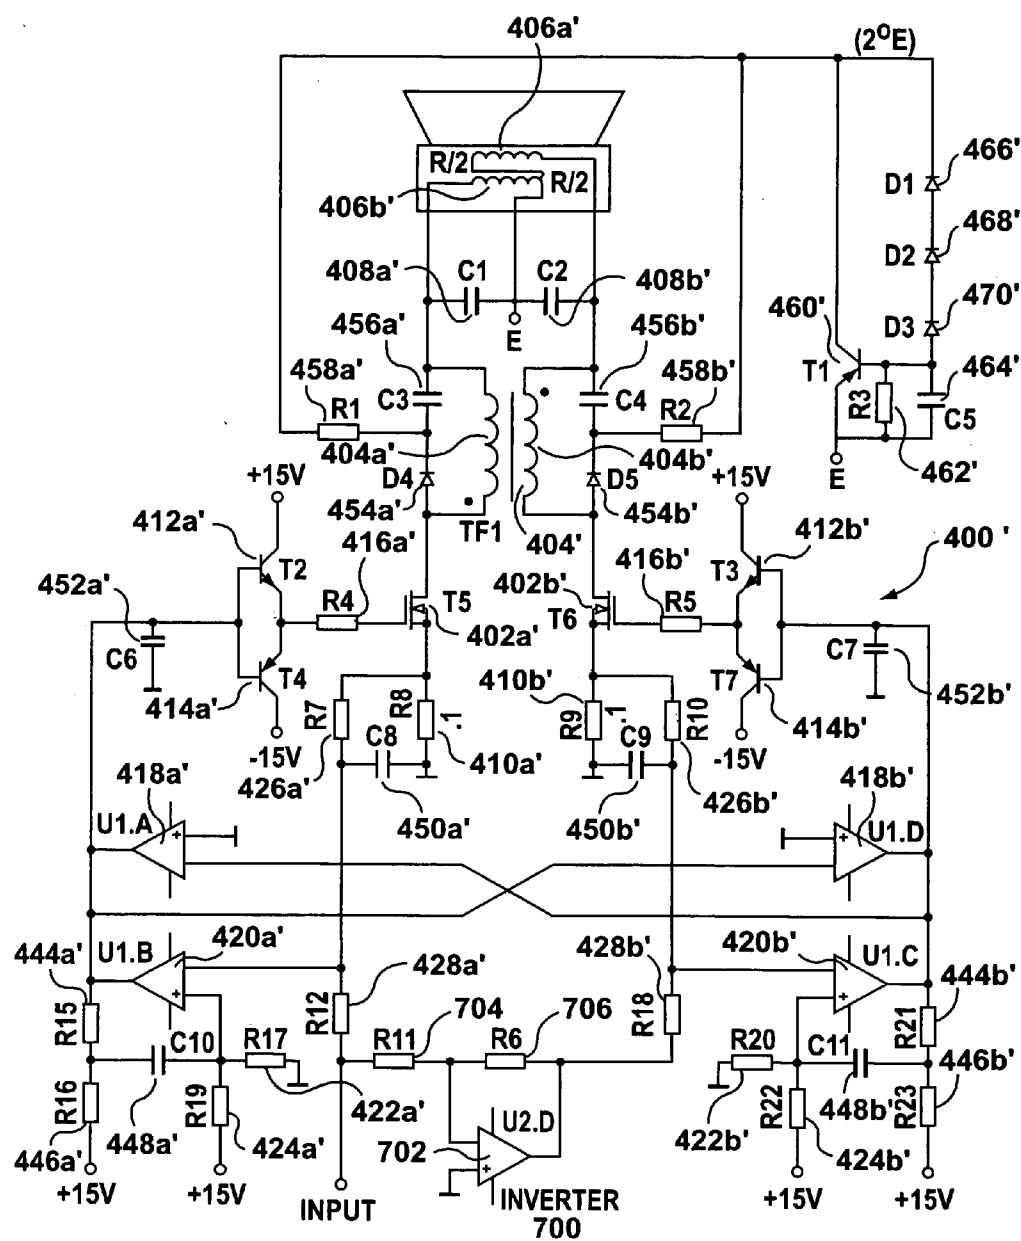 406a'
(2°E)
466'
R/2
R/2
D1
406b'
468'
408a'
C1
C2
408b'
D2
470'
456a'
E
456b'
460'
D3
458a'
458b'
T1
464'
R1
C3
C4
R2
R3
C5
404a'
404b'
462'
+15V
D4
D5
E
+15V
454a'
TF1
454b'
412a'
416a'
404'
412b'
400'
T2
402b'
416b'
T3
452a'
R4
T5
T6
R5
C6
402a'
C7
414a'
T4
410b'
T7
452b'
R7
R8
.1
R9
.1
R10
414b'
-15V
C8
C9
-15V
418a'
426a'
410a'
426b'
418b'
U1.A
450a'
450b'
U1.D
444a'
U1.B
420a'
428a'
428b'
420b'
U1.C
444b'
R15
R12
704
706
R18
R21
C10
R17
R11
R6
R20
C11
446b'
R16
R19
422a'
U2.D
R22
448b'
R23
448a'
424a'
702
422b'
424b'
446a'
+15V
+15V
INPUT
INVERTER
700
+15V
+15V